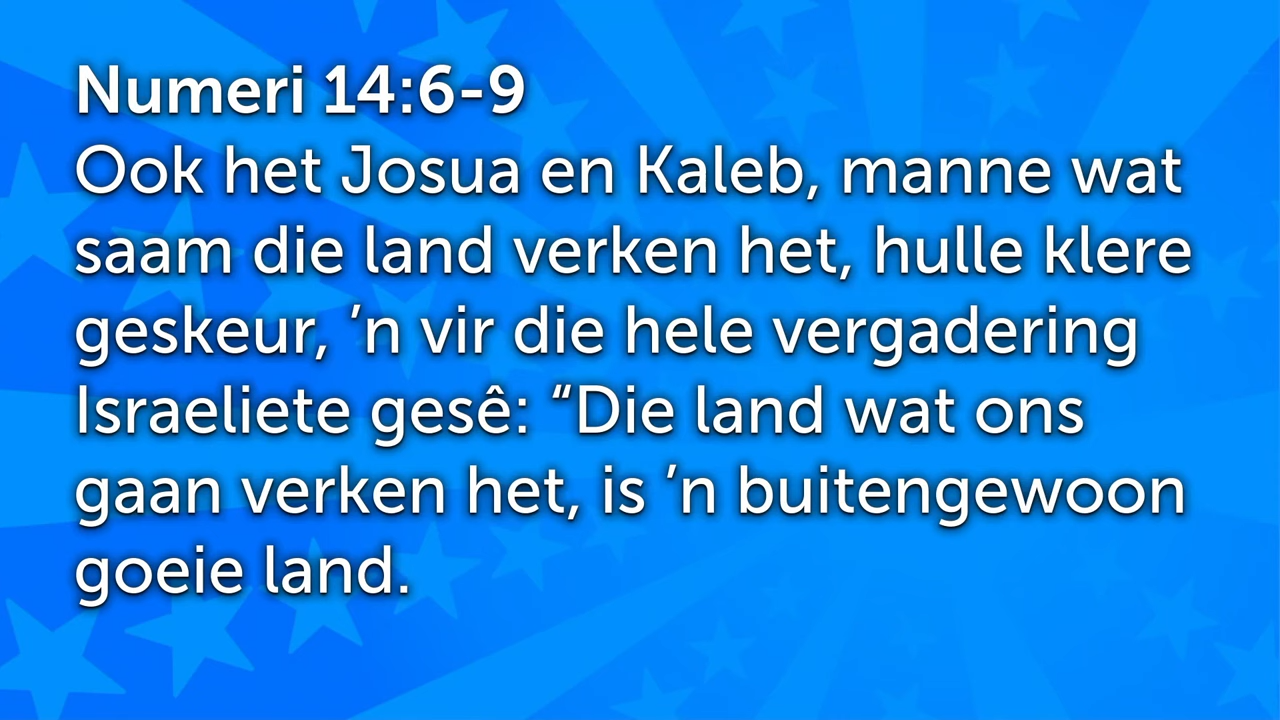 Numeri 14:6-9
Ook het Josua en Kaleb, manne wat
saam die land verken het, hulle klere
geskeur, ’n vir die hele vergadering
Israeliete gesê: “Die land wat ons
gaan verken het, is ’n buitengewoon
goeie land.